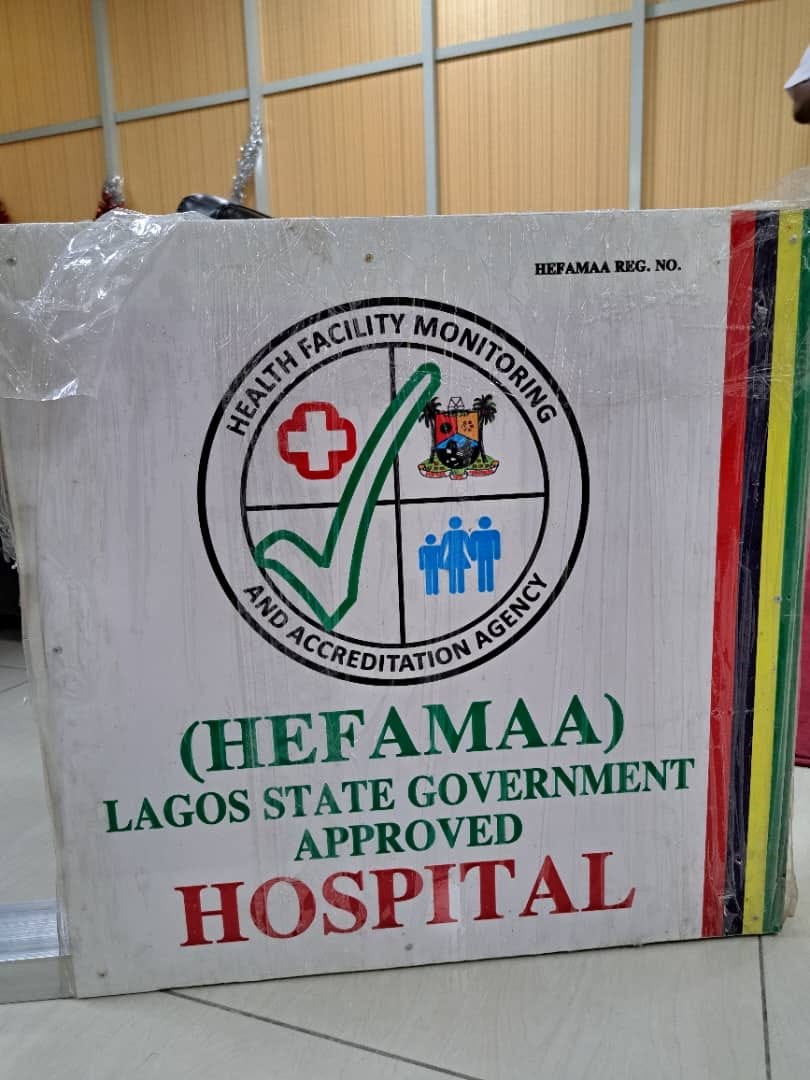 HEFAMAA REG. NO.
HEALTH FACILITY MONITORING
AND ACCREDITATION AGENCY
(HEFAMAA)
LAGOS STATE GOVERNMENT
APPROVED
HOSPITAL